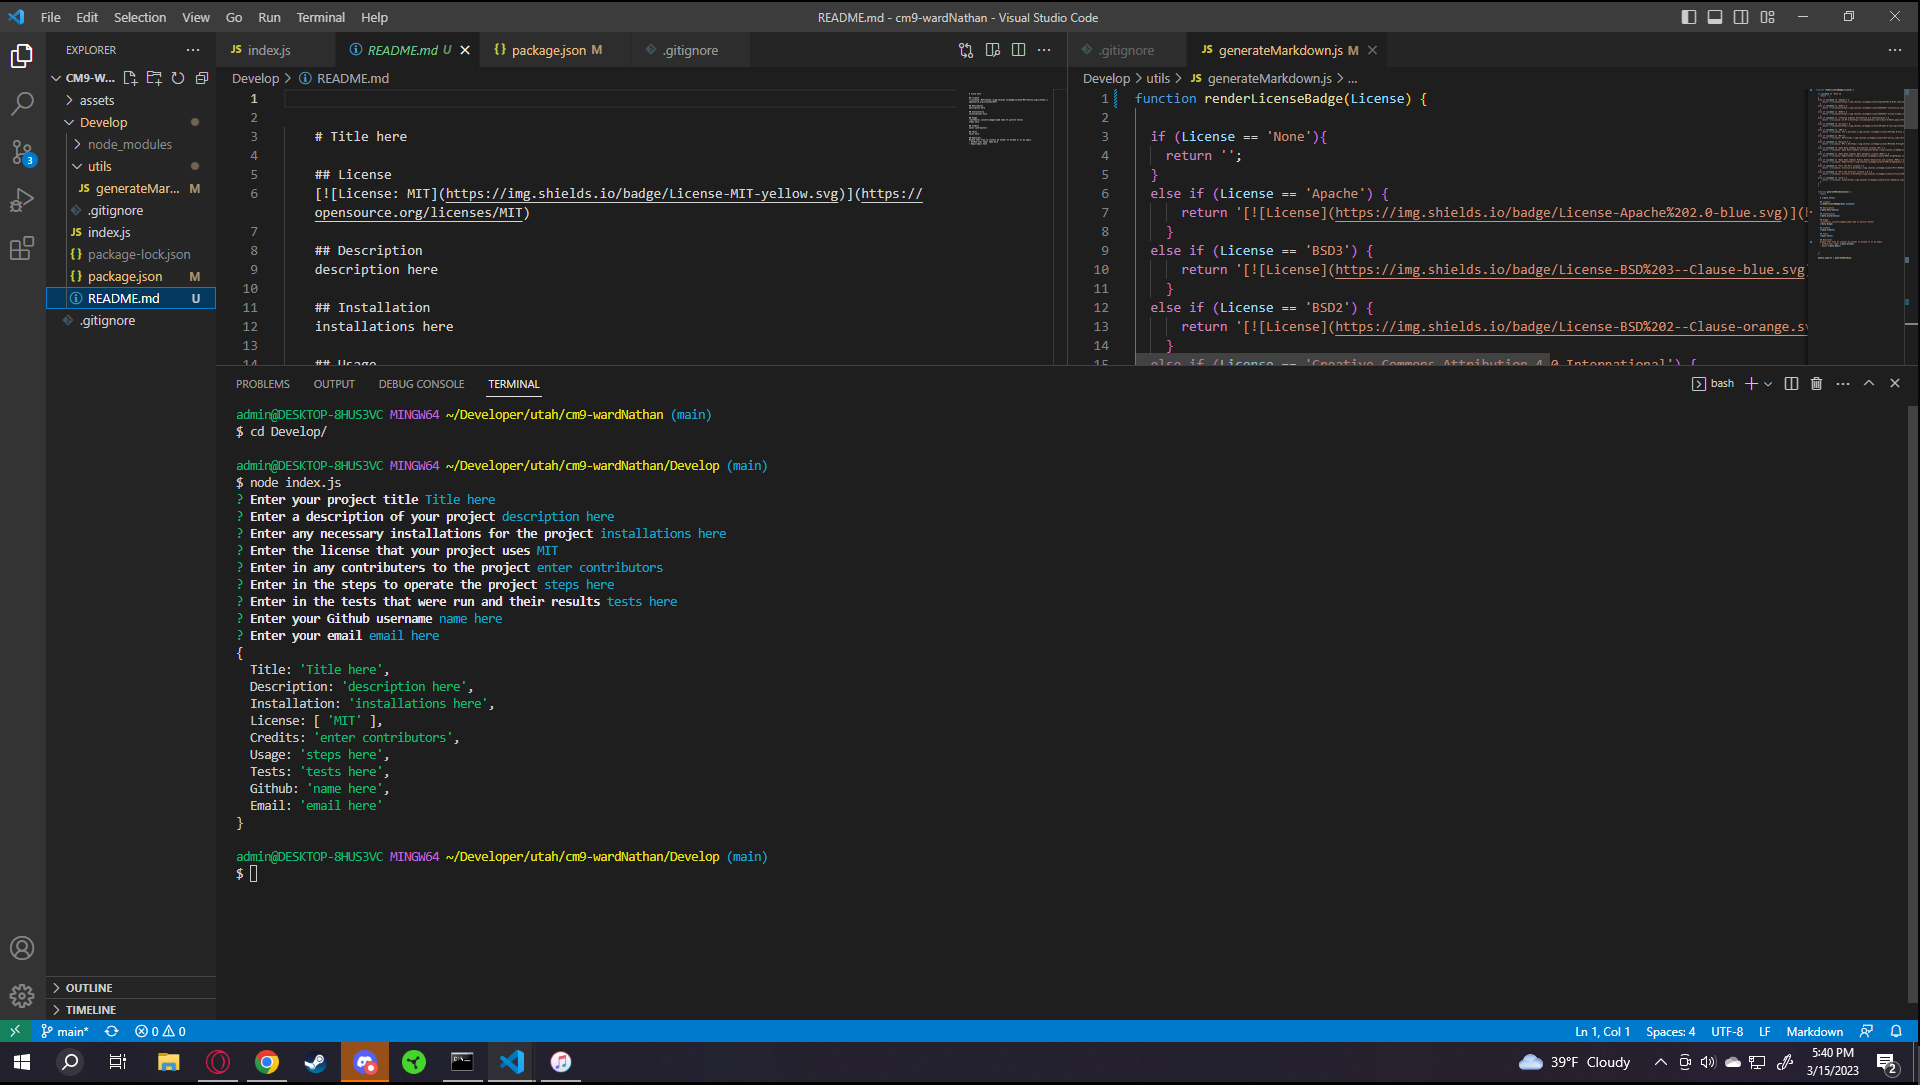 File Edit Selection View Go Run Terminal Help
README.md - cm9-wardNathan - Visual Studio Code
EXPLORER
CM9-W...
assets
Develop
node_modules
utils
JS generateMar... M
.gitignore
JS index.js
{} package-lock.json
{} package.json M
README.md U
.gitignore
OUTLINE
TIMELINE
3
JS index.js
README.md U
{} package.json M
.gitignore
Develop > README.md
1
2
3 # Title here
4
5 ## License
6 [![License: MIT](https://img.shields.io/badge/License-MIT-yellow.svg)](https://
opensource.org/licenses/MIT)
7
8 ## Description
9 description here
10
11 ## Installation
12 installations here
13
14 ## Usage
.gitignore
JS generateMarkdown.js M
Develop > utils > JS generateMarkdown.js > ...
1 function renderLicenseBadge(License) {
2
3 if (License == 'None'){
4 return '';
5 }
6 else if (License == 'Apache') {
7 return '[![License](https://img.shields.io/badge/License-Apache%202.0-blue.svg)](
8 }
9 else if (License == 'BSD3') {
10 return '[![License](https://img.shields.io/badge/License-BSD%203--Clause-blue.svg
11 }
12 else if (License == 'BSD2') {
13 return '[![License](https://img.shields.io/badge/License-BSD%202--Clause-orange.sv
14 }
15 else if (License == 'Creative Commons Attribution 4.0 International') {
PROBLEMS OUTPUT DEBUG CONSOLE TERMINAL
bash
admin@DESKTOP-8HUS3VC MINGW64 ~/Developer/utah/cm9-wardNathan (main)
$ cd Develop/
admin@DESKTOP-8HUS3VC MINGW64 ~/Developer/utah/cm9-wardNathan/Develop (main)
$ node index.js
? Enter your project title Title here
? Enter a description of your project description here
? Enter any necessary installations for the project installations here
? Enter the license that your project uses MIT
? Enter in any contributers to the project enter contributors
? Enter in the steps to operate the project steps here
? Enter in the tests that were run and their results tests here
? Enter your Github username name here
? Enter your email email here
{
Title: 'Title here',
Description: 'description here',
Installation: 'installations here',
License: [ 'MIT' ],
Credits: 'enter contributors',
Usage: 'steps here',
Tests: 'tests here',
Github: 'name here',
Email: 'email here'
}
admin@DESKTOP-8HUS3VC MINGW64 ~/Developer/utah/cm9-wardNathan/Develop (main)
$
main* 0 0
Ln 1, Col 1 Spaces: 4 UTF-8 LF Markdown
39°F Cloudy
5:40 PM
3/15/2023
2